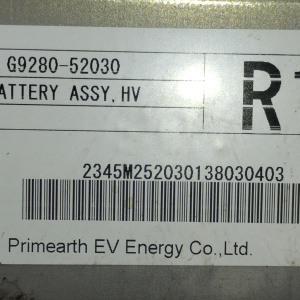 G9280-52030
ATTERY ASSY, HV
R1
2345M252030138030403
Primearth EV Energy Co.,Ltd.